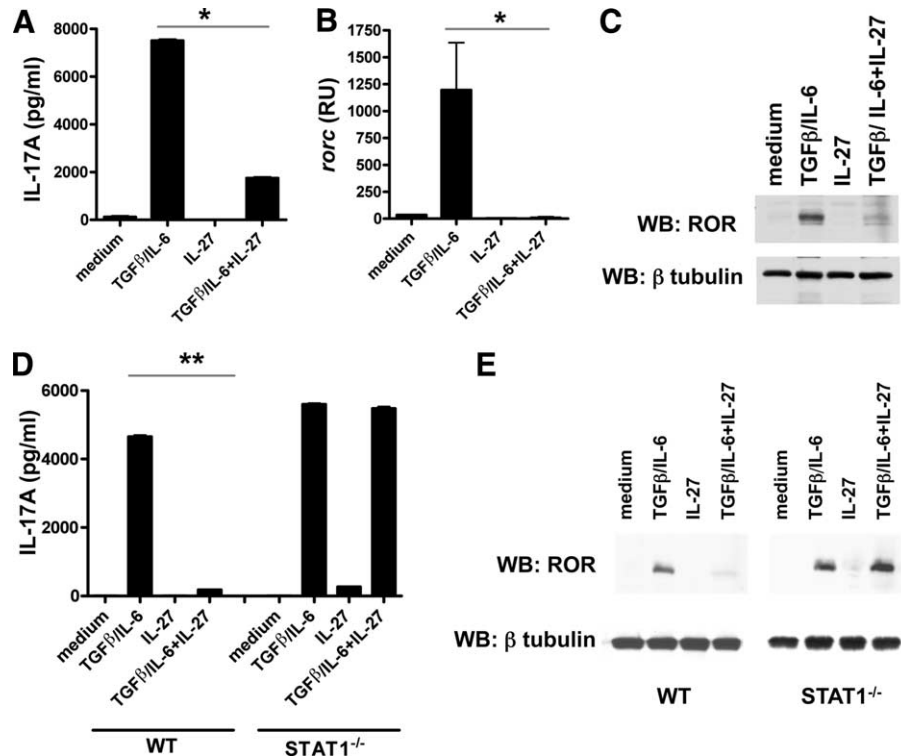 A
*
IL-17A (pg/ml)
8000
6000
4000
2000
0
medium
TGFβ/IL-6
IL-27
TGFβ/IL-6+IL-27
B
*
rorc (RU)
1750
1500
1250
1000
750
500
250
0
medium
TGFβ/IL-6
IL-27
TGFβ/IL-6+IL-27
C
medium
TGFβ/IL-6
IL-27
TGFβ/ IL-6+IL-27
WB: ROR
WB: β tubulin
D
**
IL-17A (pg/ml)
6000
4000
2000
0
medium
TGFβ/IL-6
IL-27
TGFβ/IL-6+IL-27
medium
TGFβ/IL-6
IL-27
TGFβ/IL-6+IL-27
WT
STAT1-/-
E
medium
TGFβ/IL-6
IL-27
TGFβ/IL-6+IL-27
medium
TGFβ/IL-6
IL-27
TGFβ/IL-6+IL-27
WB: ROR
WB: β tubulin
WT
STAT1-/-